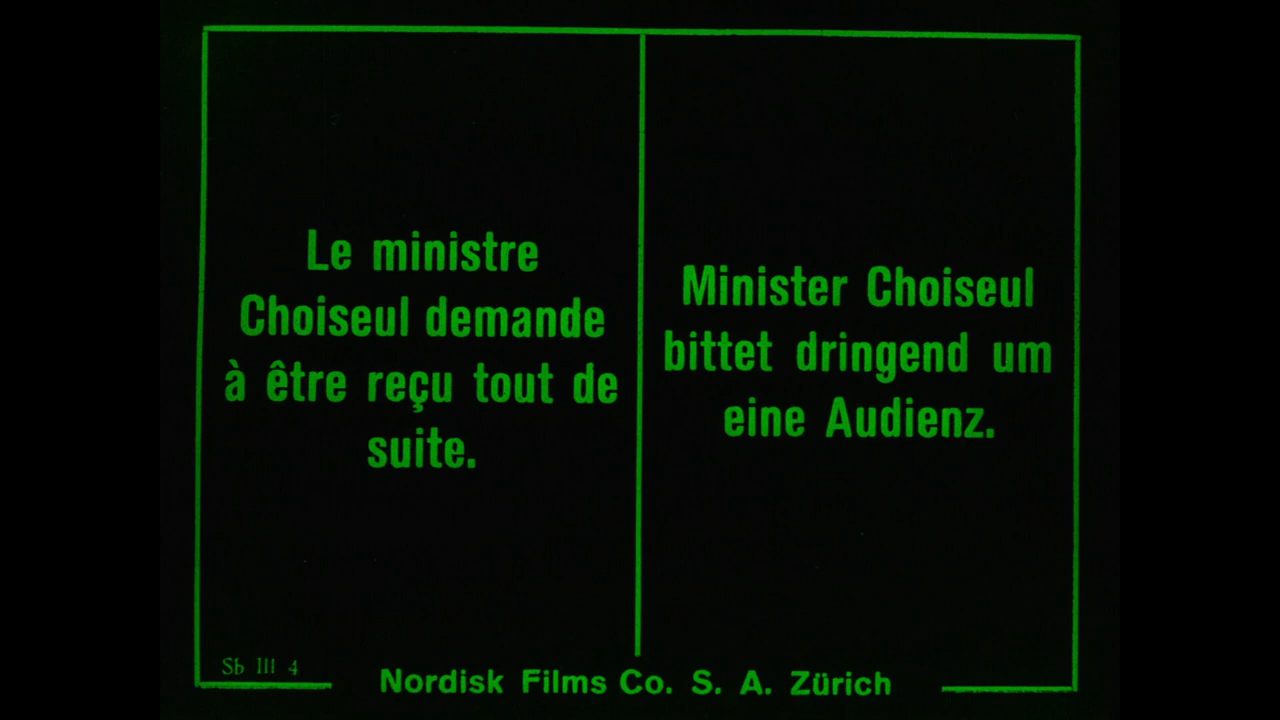 Le ministre
Choiseul demande
à être reçu tout de
suite.
Minister Choiseul
bittet dringend um
eine Audienz.
Sb III 4
Nordisk Films Co. S. A. Zürich